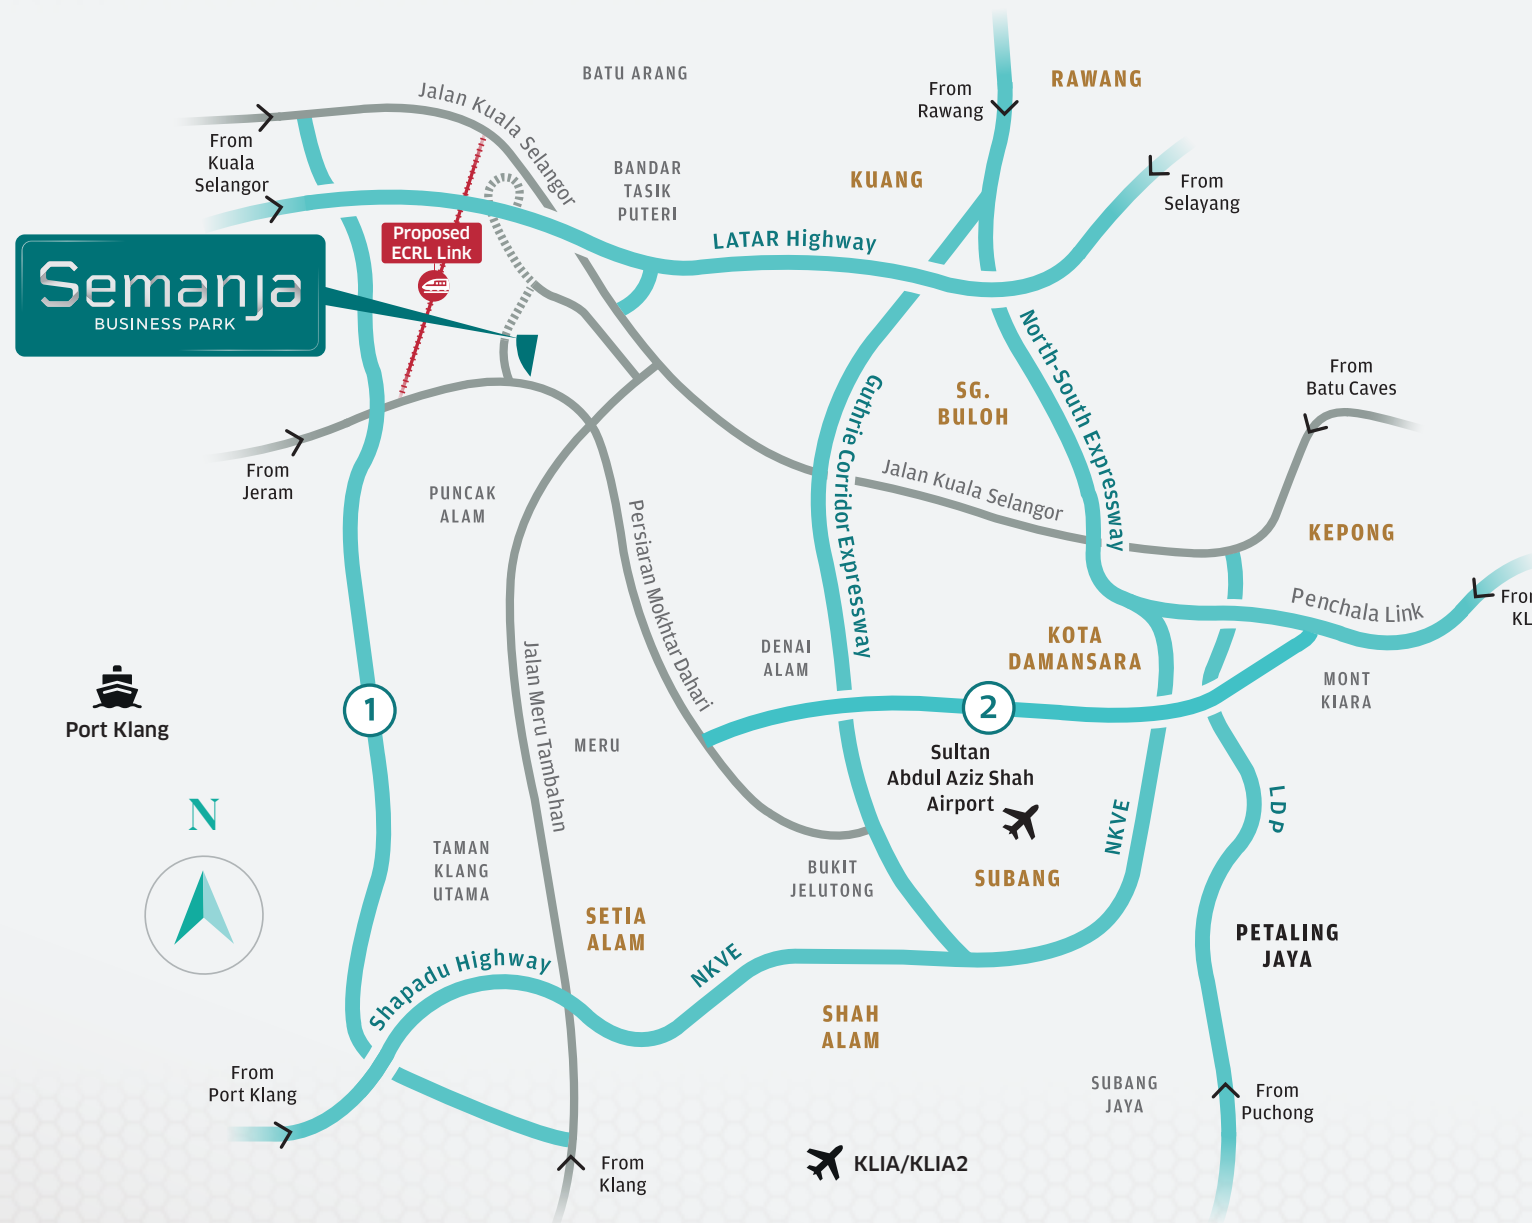 BATU ARANG
RAWANG
From
Rawang
Jalan Kuala Selangor
From
Kuala
Selangor
BANDAR
TASIK
PUTERI
KUANG
From
Selayang
Proposed
ECRL Link
LATAR Highway
Semanja
BUSINESS PARK
North-South Expressway
Guthrie Corridor Expressway
SG.
BULOH
From
Batu Caves
From
Jeram
PUNCAK
ALAM
Jalan Kuala Selangor
KEPONG
Persiaran Mokhtar Dahari
Penchala Link
From
KL
KOTA
DAMANSARA
DENAI
ALAM
MONT
KIARA
Port Klang
1
2
Jalan Meru Tambahan
MERU
Sultan
Abdul Aziz Shah
Airport
N
NKVE
LDP
TAMAN
KLANG
UTAMA
BUKIT
JELUTONG
SUBANG
SETIA
ALAM
PETALING
JAYA
Shapadu Highway
NKVE
SHAH
ALAM
From
Port Klang
SUBANG
JAYA
From
Puchong
From
Klang
KLIA/KLIA2